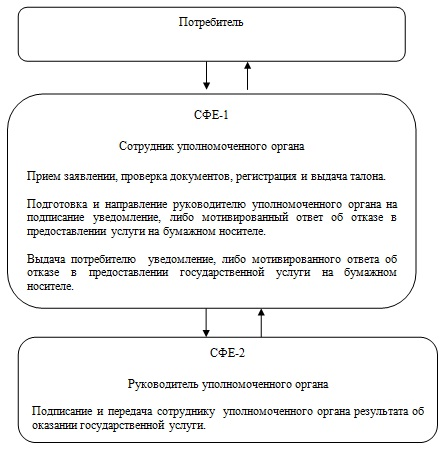 Потребитель
СФЕ-1
Сотрудник уполномоченного органа
Прием заявлении, проверка документов, регистрация и выдача талона.
Подготовка и направление руководителю уполномоченного органа на
подписание уведомление, либо мотивированный ответ об отказе в
предоставлении услуги на бумажном носителе.
Выдача потребителю уведомление, либо мотивированного ответа об
отказе в предоставлении государственной услуги на бумажном
носителе.
СФЕ-2
Руководитель уполномоченного органа
Подписание и передача сотруднику уполномоченного органа результата об
оказании государственной услуги.